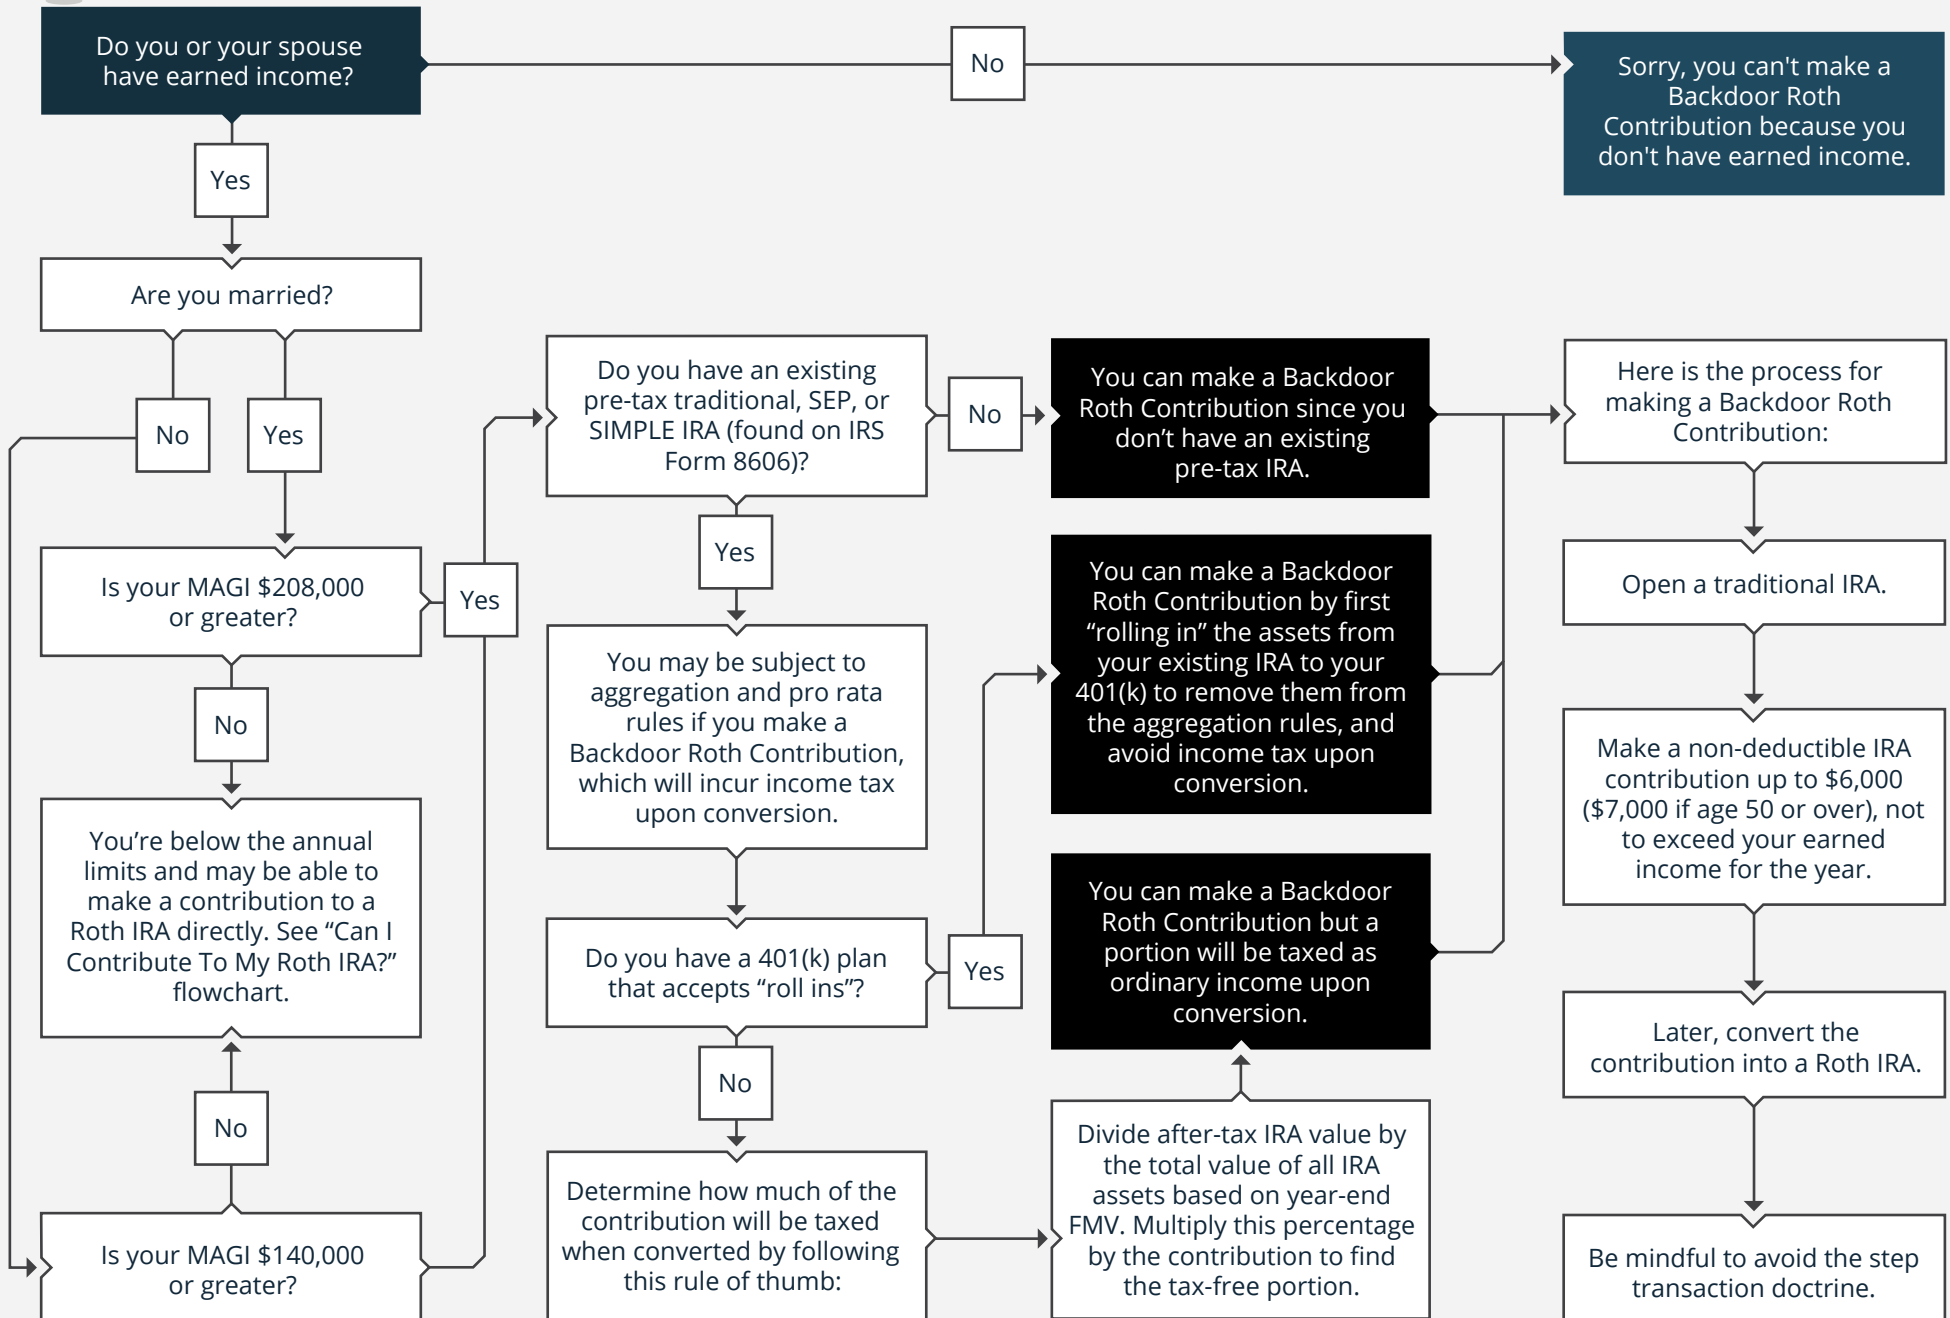 Do you or your spouse
have earned income?
No
Sorry, you can't make a
Backdoor Roth
Contribution because you
don't have earned income.
Yes
Are you married?
No
Yes
Is your MAGI $208,000
or greater?
Yes
No
You’re below the annual
limits and may be able to
make a contribution to a
Roth IRA directly. See “Can I
Contribute To My Roth IRA?”
flowchart.
No
Is your MAGI $140,000
or greater?
Do you have an existing
pre-tax traditional, SEP, or
SIMPLE IRA (found on IRS
Form 8606)?
No
Yes
You may be subject to
aggregation and pro rata
rules if you make a
Backdoor Roth Contribution,
which will incur income tax
upon conversion.
Do you have a 401(k) plan
that accepts “roll ins”?
Yes
No
Determine how much of the
contribution will be taxed
when converted by following
this rule of thumb:
You can make a Backdoor
Roth Contribution since you
don’t have an existing
pre-tax IRA.
You can make a Backdoor
Roth Contribution by first
“rolling in” the assets from
your existing IRA to your
401(k) to remove them from
the aggregation rules, and
avoid income tax upon
conversion.
You can make a Backdoor
Roth Contribution but a
portion will be taxed as
ordinary income upon
conversion.
Divide after-tax IRA value by
the total value of all IRA
assets based on year-end
FMV. Multiply this percentage
by the contribution to find
the tax-free portion.
Here is the process for
making a Backdoor Roth
Contribution:
Open a traditional IRA.
Make a non-deductible IRA
contribution up to $6,000
($7,000 if age 50 or over), not
to exceed your earned
income for the year.
Later, convert the
contribution into a Roth IRA.
Be mindful to avoid the step
transaction doctrine.